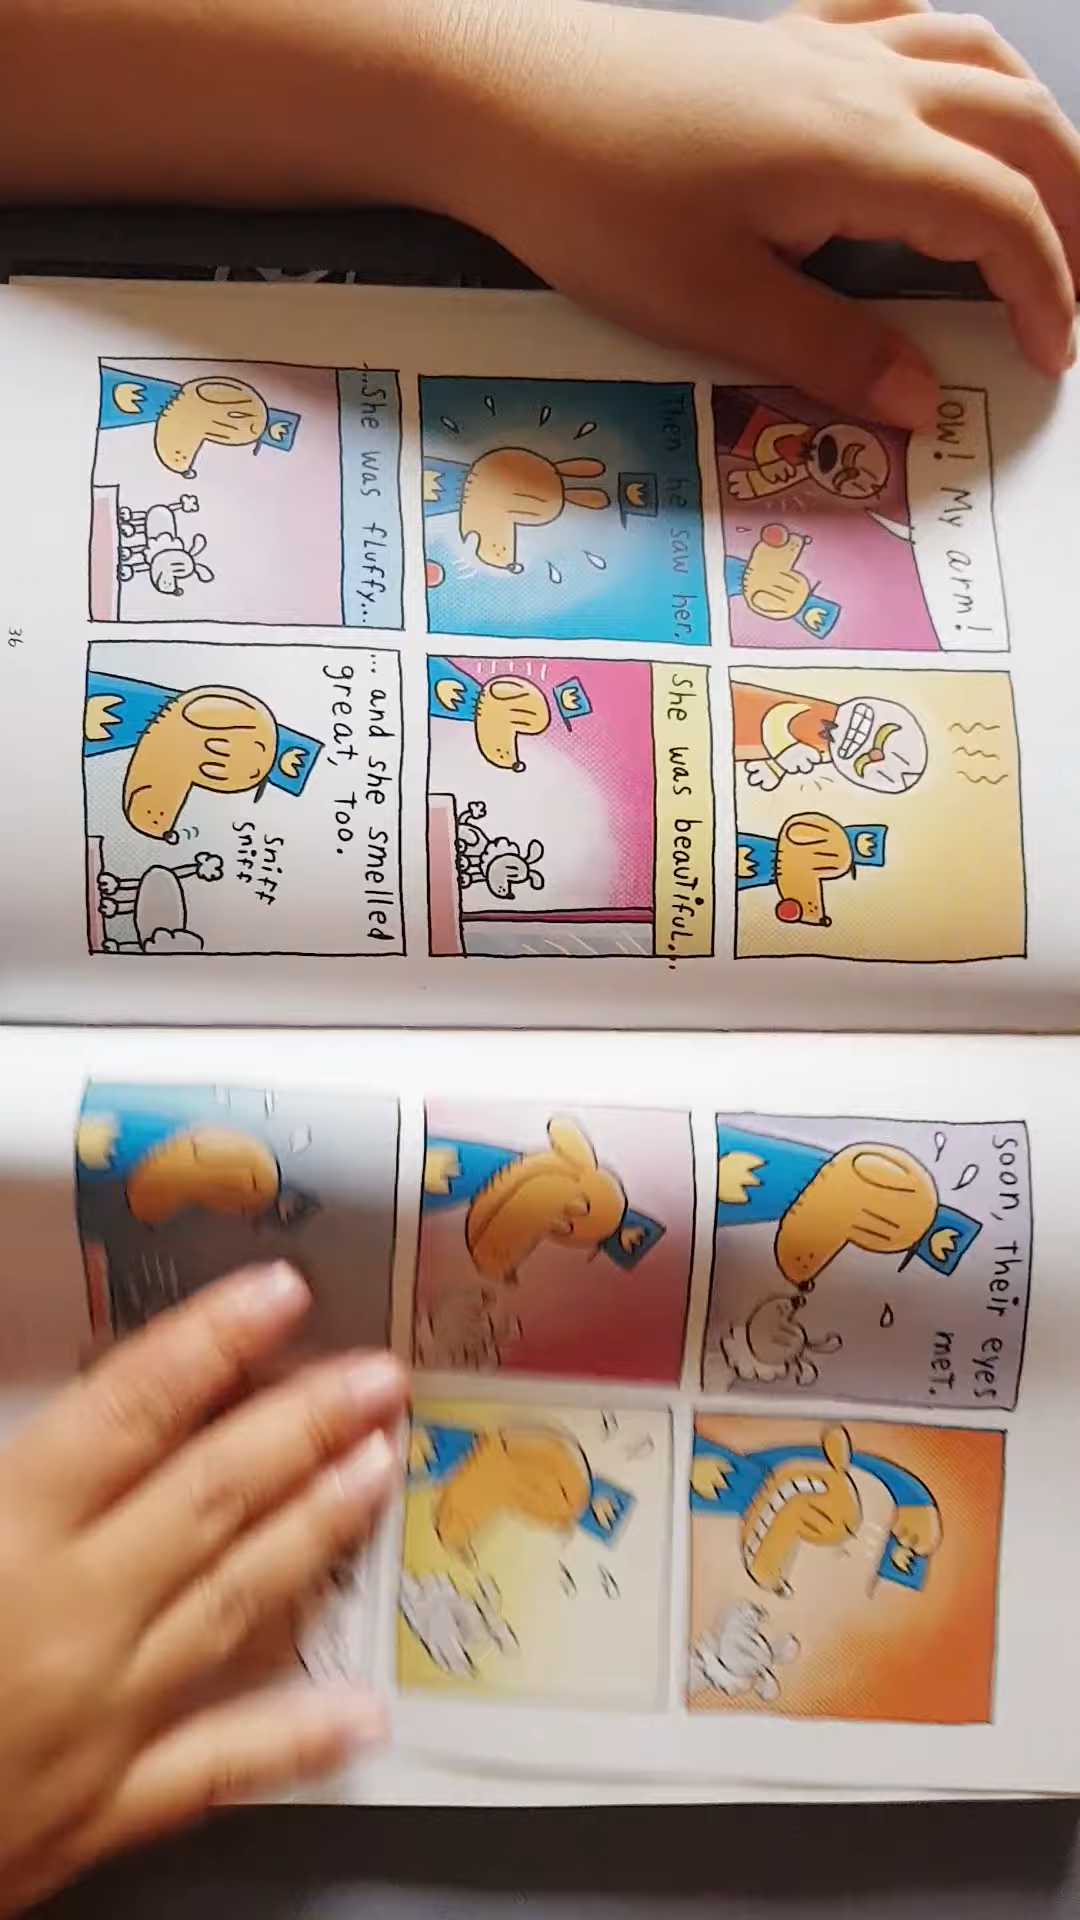 OW! My arm!
Then he saw her.
She was beautiful...
...She was fluffy...
... and she smelled
great, too.
sniff
sniff
36
soon, their eyes
met.